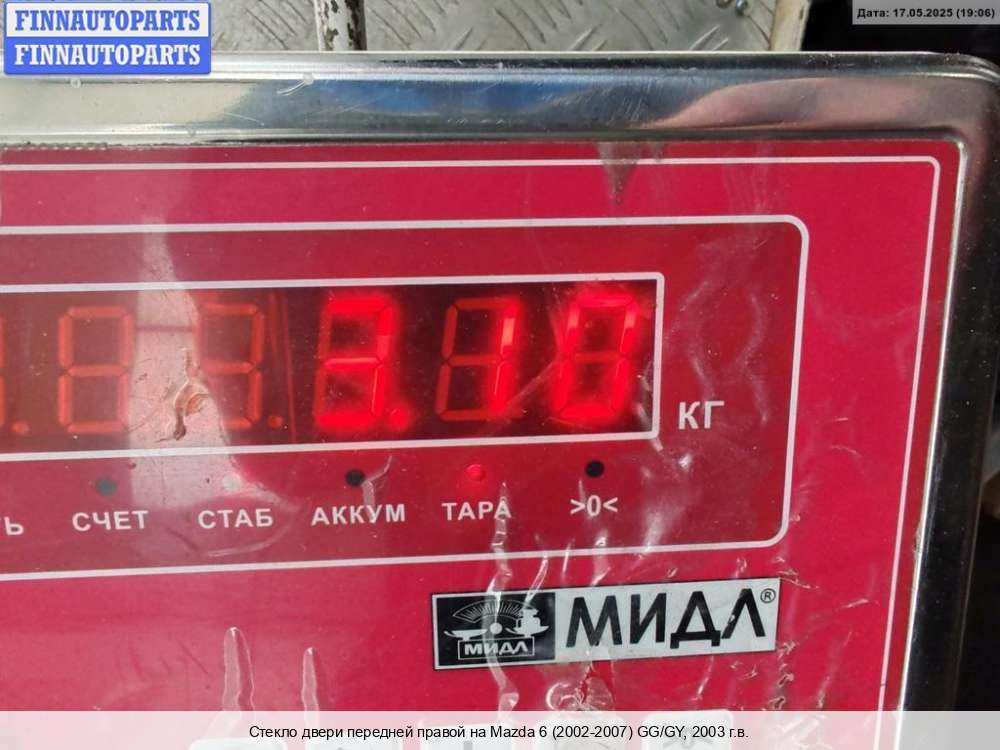 FINNAUTOPARTS
FINNAUTOPARTS
Дата: 17.05.2025 (19:06)
3.10
КГ
СЧЕТ СТАБ АККУМ ТАРА >0<
МИДЛ МИДЛ®
Стекло двери передней правой на Mazda 6 (2002-2007) GG/GY, 2003 г.в.